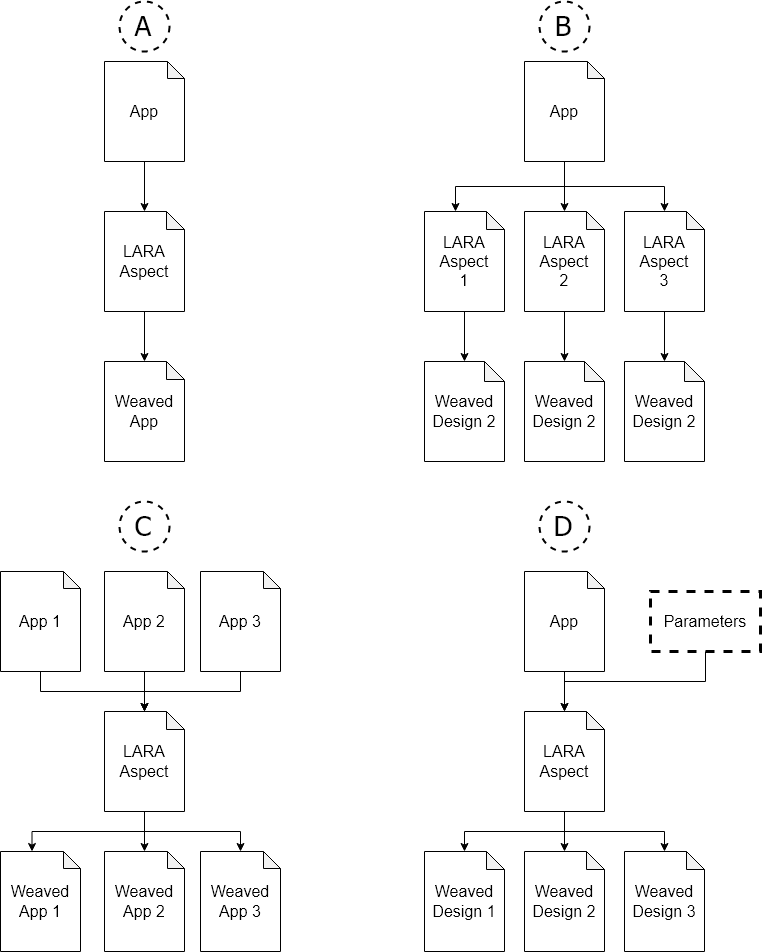 A
App
LARA
Aspect
Weaved
App
B
App
LARA
Aspect
1
LARA
Aspect
2
LARA
Aspect
3
Weaved
Design 2
Weaved
Design 2
Weaved
Design 2
C
App 1
App 2
App 3
LARA
Aspect
Weaved
App 1
Weaved
App 2
Weaved
App 3
D
App
Parameters
LARA
Aspect
Weaved
Design 1
Weaved
Design 2
Weaved
Design 3